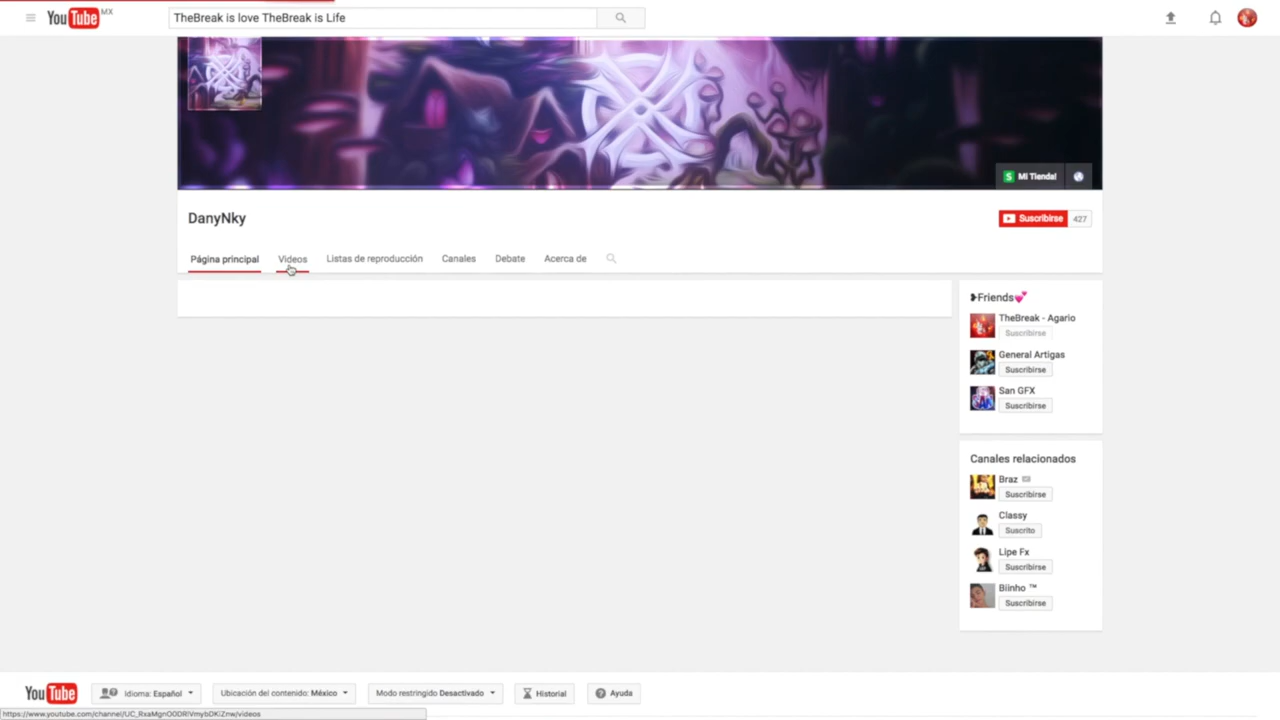 YouTube MX
TheBreak is love TheBreak is Life
Mi Tienda!
DanyNky
Suscribirse 427
Página principal
Videos
Listas de reproducción
Canales
Debate
Acerca de
❥Friends💕
TheBreak - Agario
Suscribirse
General Artigas
Suscribirse
San GFX
Suscribirse
Canales relacionados
Braz
Suscribirse
Classy
Suscrito
Lipe Fx
Suscribirse
Biinho ™
Suscribirse
YouTube
Idioma: Español
Ubicación del contenido: México
Modo restringido Desactivado
Historial
Ayuda